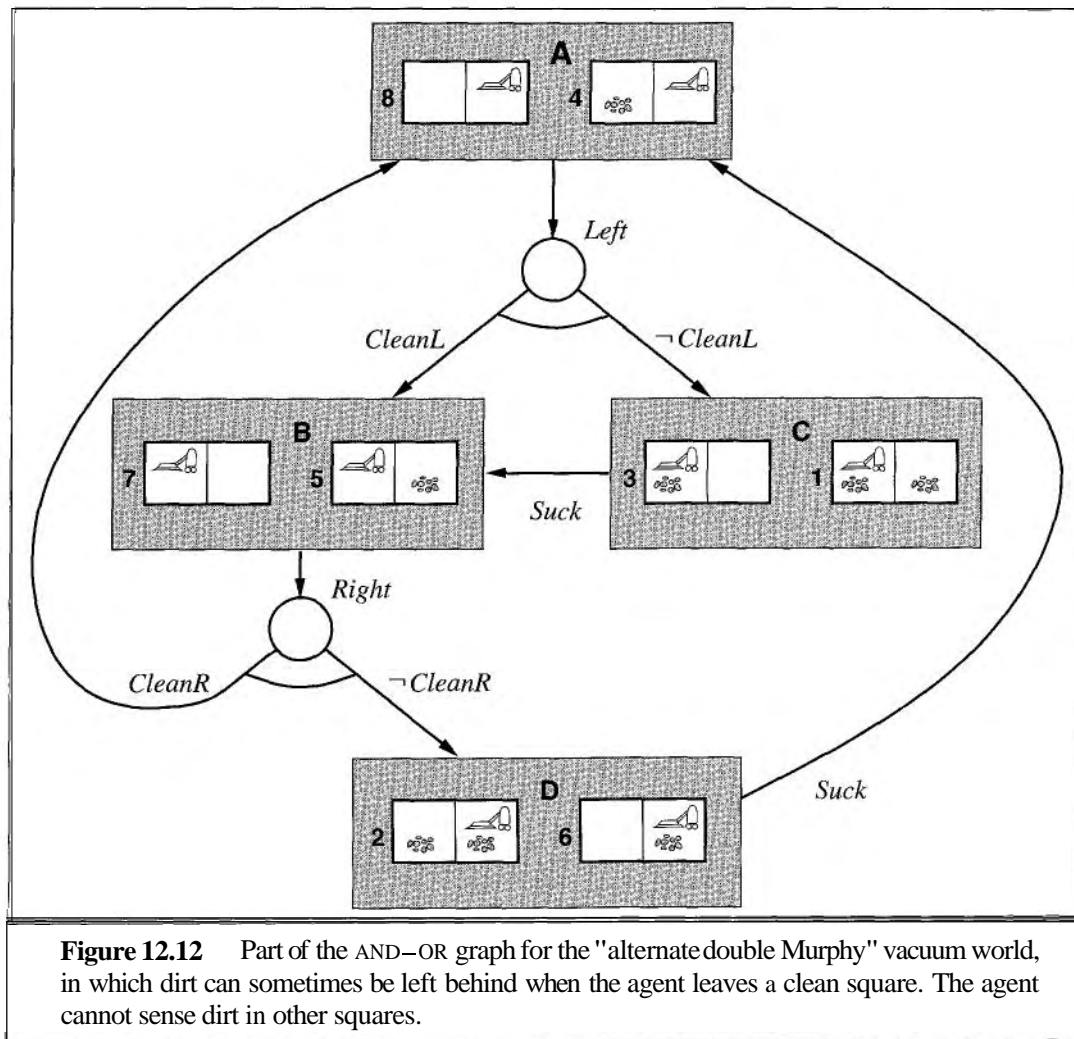 A
8
4
Left
CleanL
¬ CleanL
B
C
7
5
3
1
Suck
Right
CleanR
¬ CleanR
D
2
6
Suck
Figure 12.12 Part of the AND–OR graph for the "alternate double Murphy" vacuum world,
in which dirt can sometimes be left behind when the agent leaves a clean square. The agent
cannot sense dirt in other squares.